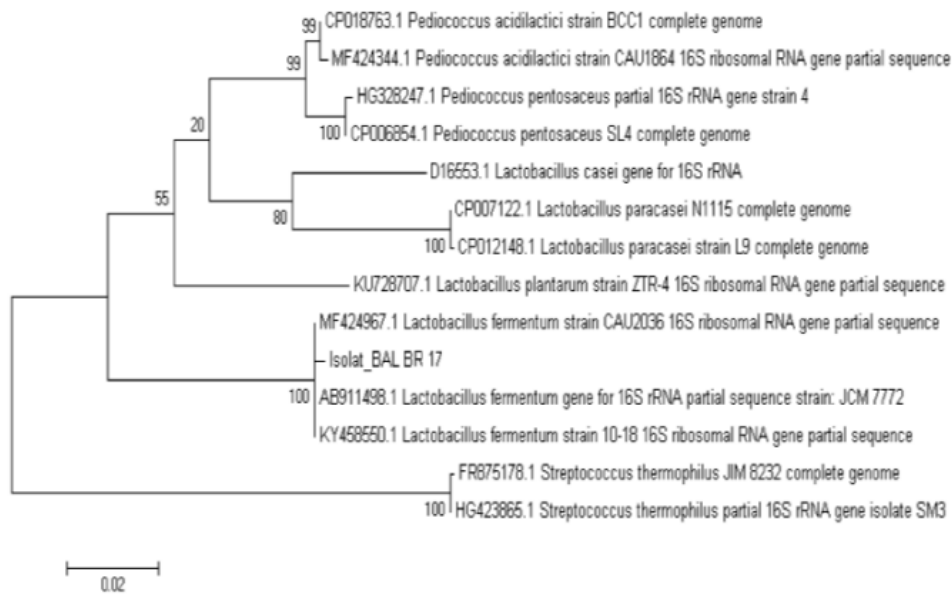 99 CP018763.1 Pediococcus acidilactici strain BCC1 complete genome
99 MF424344.1 Pediococcus acidilactici strain CAU1864 16S ribosomal RNA gene partial sequence
HG328247.1 Pediococcus pentosaceus partial 16S rRNA gene strain 4
20 100 CP006854.1 Pediococcus pentosaceus SL4 complete genome
D16553.1 Lactobacillus casei gene for 16S rRNA
55 80 CP007122.1 Lactobacillus paracasei N1115 complete genome
100 CP012148.1 Lactobacillus paracasei strain L9 complete genome
KU728707.1 Lactobacillus plantarum strain ZTR-4 16S ribosomal RNA gene partial sequence
MF424967.1 Lactobacillus fermentum strain CAU2036 16S ribosomal RNA gene partial sequence
Isolat_BAL BR 17
100 AB911498.1 Lactobacillus fermentum gene for 16S rRNA partial sequence strain: JCM 7772
KY458550.1 Lactobacillus fermentum strain 10-18 16S ribosomal RNA gene partial sequence
FR875178.1 Streptococcus thermophilus JIM 8232 complete genome
100 HG423865.1 Streptococcus thermophilus partial 16S rRNA gene isolate SM3
0.02